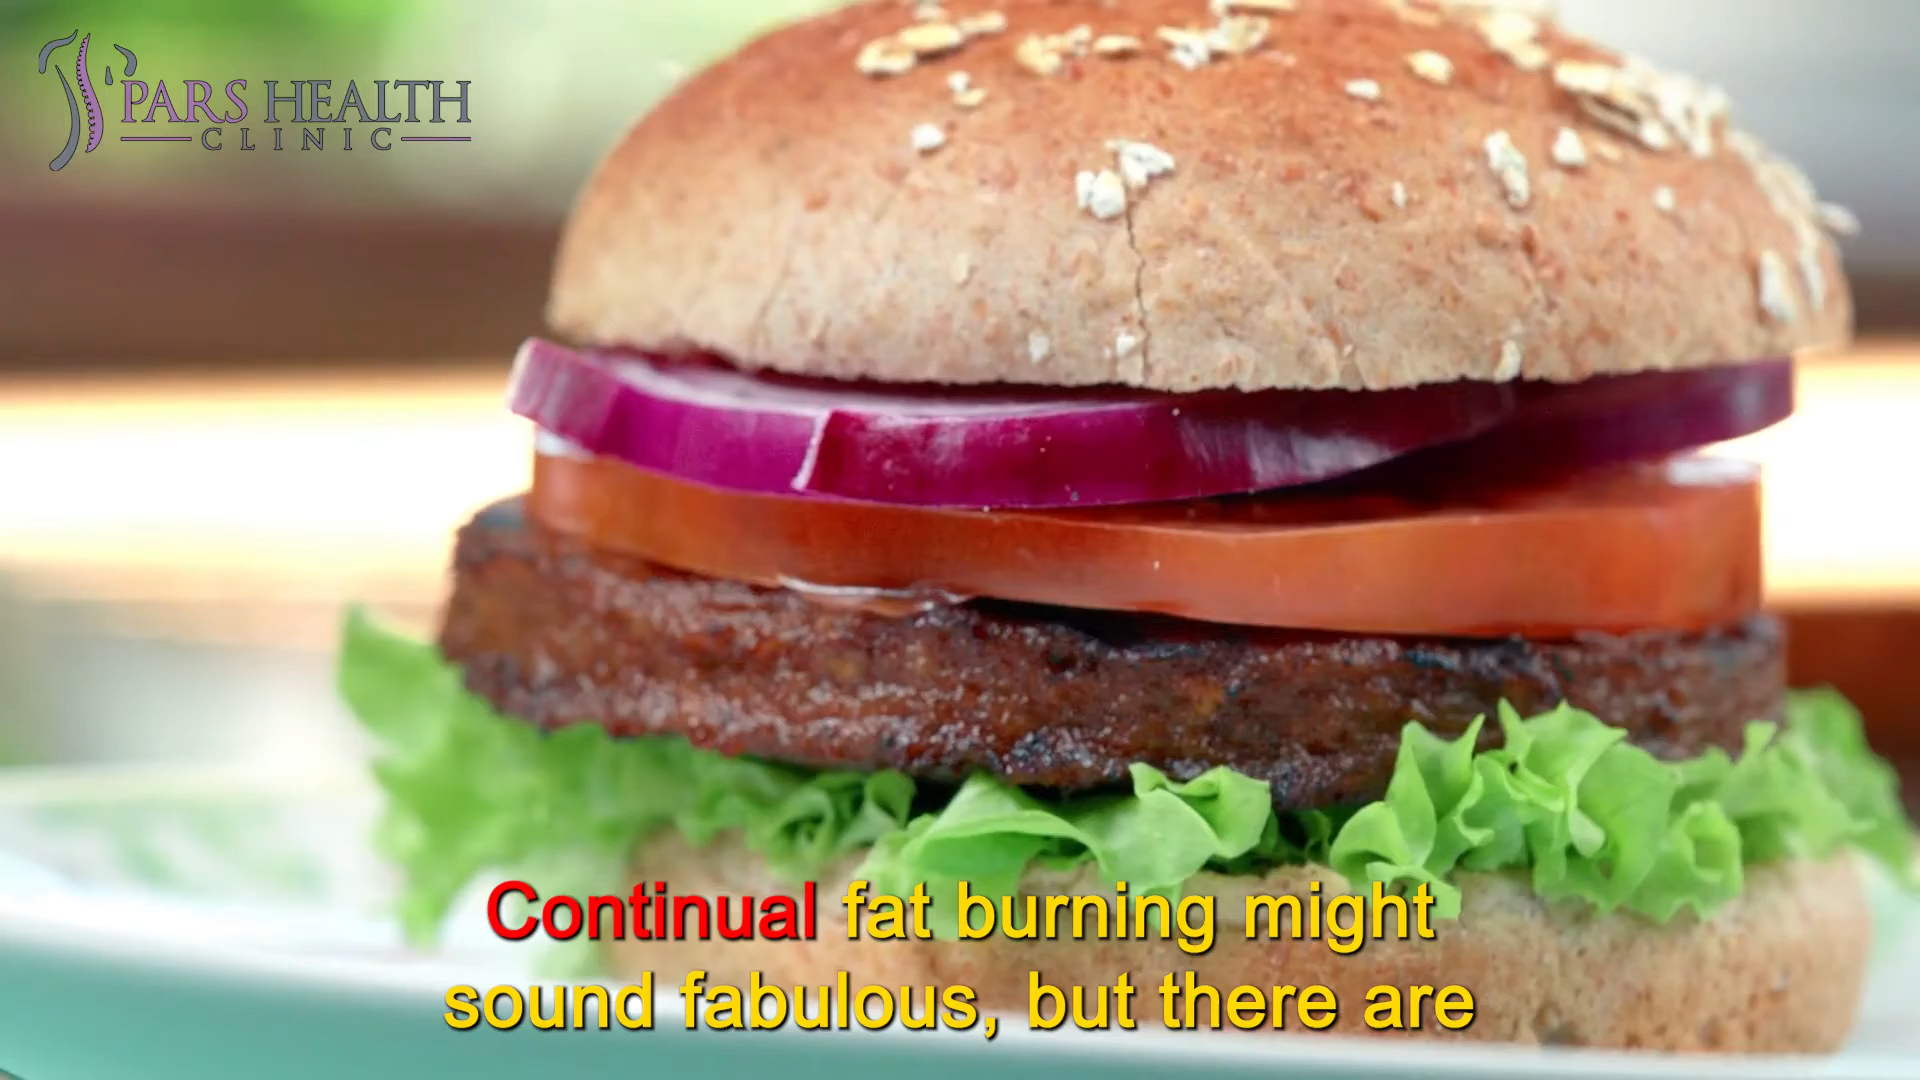 PARS HEALTH
CLINIC
Continual fat burning might
sound fabulous, but there are